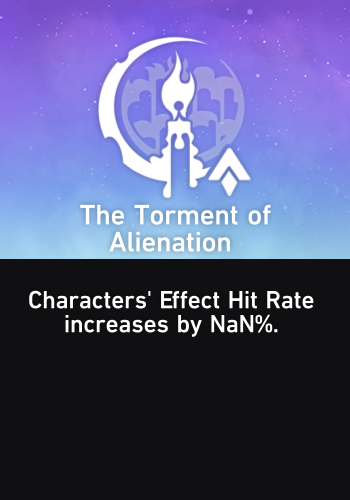 The Torment of
Alienation
Characters' Effect Hit Rate
increases by NaN%.